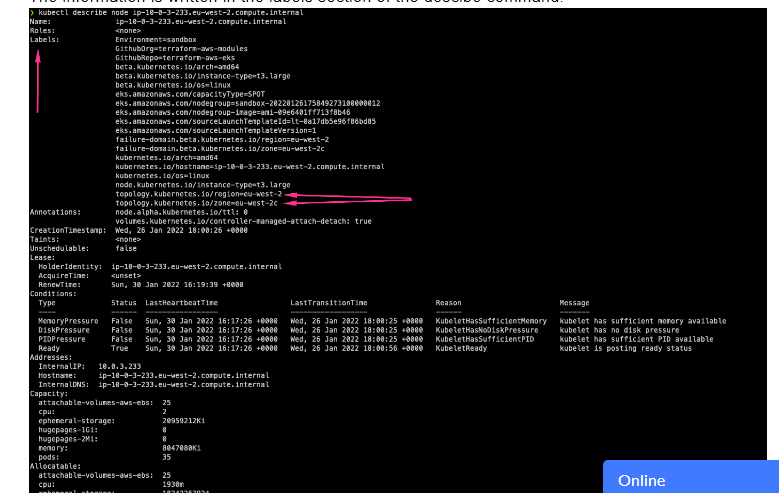 The information is written in the labels section of the descibe command.
❯ kubectl describe node ip-10-0-3-233.eu-west-2.compute.internal
Name: ip-10-0-3-233.eu-west-2.compute.internal
Roles: <none>
Labels: Environment=sandbox
GithubOrg=terraform-aws-modules
GithubRepo=terraform-aws-eks
beta.kubernetes.io/arch=amd64
beta.kubernetes.io/instance-type=t3.large
beta.kubernetes.io/os=linux
eks.amazonaws.com/capacityType=SPOT
eks.amazonaws.com/nodegroup=sandbox-20220126175849273100000012
eks.amazonaws.com/nodegroup-image=ami-09e6401ff713f8b46
eks.amazonaws.com/sourceLaunchTemplateId=lt-0a17db5e96f86bd85
eks.amazonaws.com/sourceLaunchTemplateVersion=1
failure-domain.beta.kubernetes.io/region=eu-west-2
failure-domain.beta.kubernetes.io/zone=eu-west-2c
kubernetes.io/arch=amd64
kubernetes.io/hostname=ip-10-0-3-233.eu-west-2.compute.internal
kubernetes.io/os=linux
node.kubernetes.io/instance-type=t3.large
topology.kubernetes.io/region=eu-west-2
topology.kubernetes.io/zone=eu-west-2c
Annotations: node.alpha.kubernetes.io/ttl: 0
volumes.kubernetes.io/controller-managed-attach-detach: true
CreationTimestamp: Wed, 26 Jan 2022 18:00:26 +0000
Taints: <none>
Unschedulable: false
Lease:
HolderIdentity: ip-10-0-3-233.eu-west-2.compute.internal
AcquireTime: <unset>
RenewTime: Sun, 30 Jan 2022 16:19:39 +0000
Conditions:
Type Status LastHeartbeatTime LastTransitionTime Reason Message
---- ------ ----------------- ------------------ ------ -------
MemoryPressure False Sun, 30 Jan 2022 16:17:26 +0000 Wed, 26 Jan 2022 18:00:25 +0000 KubeletHasSufficientMemory kubelet has sufficient memory available
DiskPressure False Sun, 30 Jan 2022 16:17:26 +0000 Wed, 26 Jan 2022 18:00:25 +0000 KubeletHasNoDiskPressure kubelet has no disk pressure
PIDPressure False Sun, 30 Jan 2022 16:17:26 +0000 Wed, 26 Jan 2022 18:00:25 +0000 KubeletHasSufficientPID kubelet has sufficient PID available
Ready True Sun, 30 Jan 2022 16:17:26 +0000 Wed, 26 Jan 2022 18:00:56 +0000 KubeletReady kubelet is posting ready status
Addresses:
InternalIP: 10.0.3.233
Hostname: ip-10-0-3-233.eu-west-2.compute.internal
InternalDNS: ip-10-0-3-233.eu-west-2.compute.internal
Capacity:
attachable-volumes-aws-ebs: 25
cpu: 2
ephemeral-storage: 20959212Ki
hugepages-1Gi: 0
hugepages-2Mi: 0
memory: 8047080Ki
pods: 35
Allocatable:
attachable-volumes-aws-ebs: 25
cpu: 1930m
ephemeral-storage: 18242267924
Online